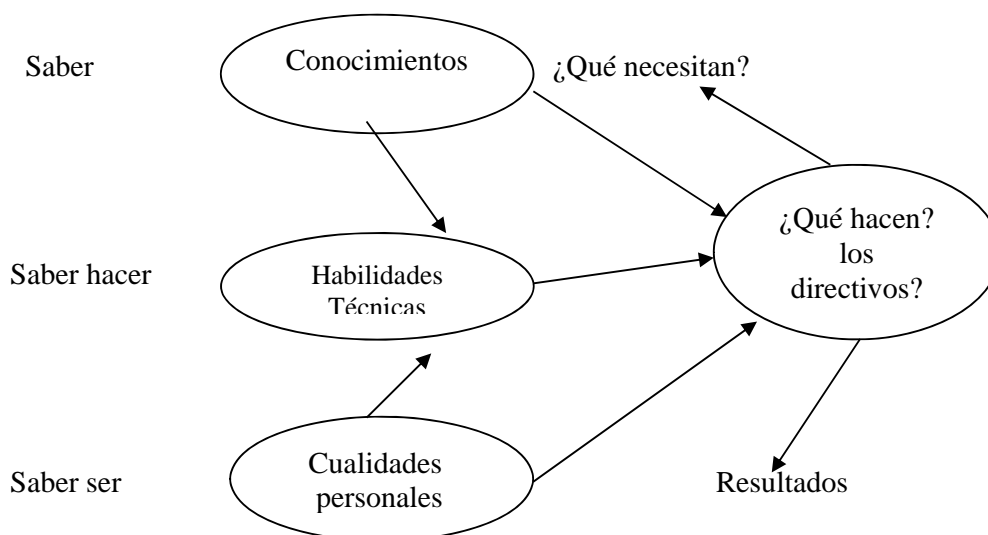 Saber
Conocimientos
¿Qué necesitan?
¿Qué hacen?
los
directivos?
Saber hacer
Habilidades
Técnicas
Saber ser
Cualidades
personales
Resultados